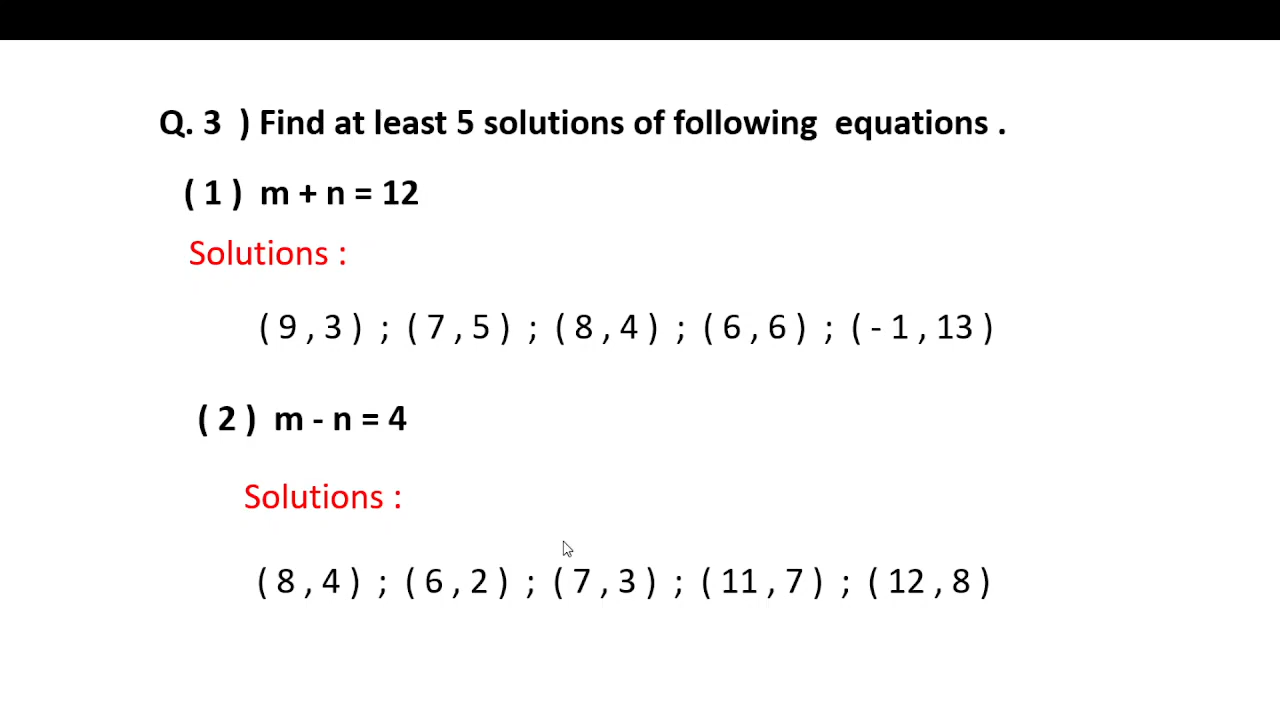 Q. 3  ) Find at least 5 solutions of following  equations .
( 1 )  m + n = 12
Solutions :
( 9 , 3 )  ;  ( 7 , 5 )  ;  ( 8 , 4 )  ;  ( 6 , 6 )  ;  ( - 1 , 13 )
( 2 )  m - n = 4
Solutions :
( 8 , 4 )  ;  ( 6 , 2 )  ;  ( 7 , 3 )  ;  ( 11 , 7 )  ;  ( 12 , 8 )